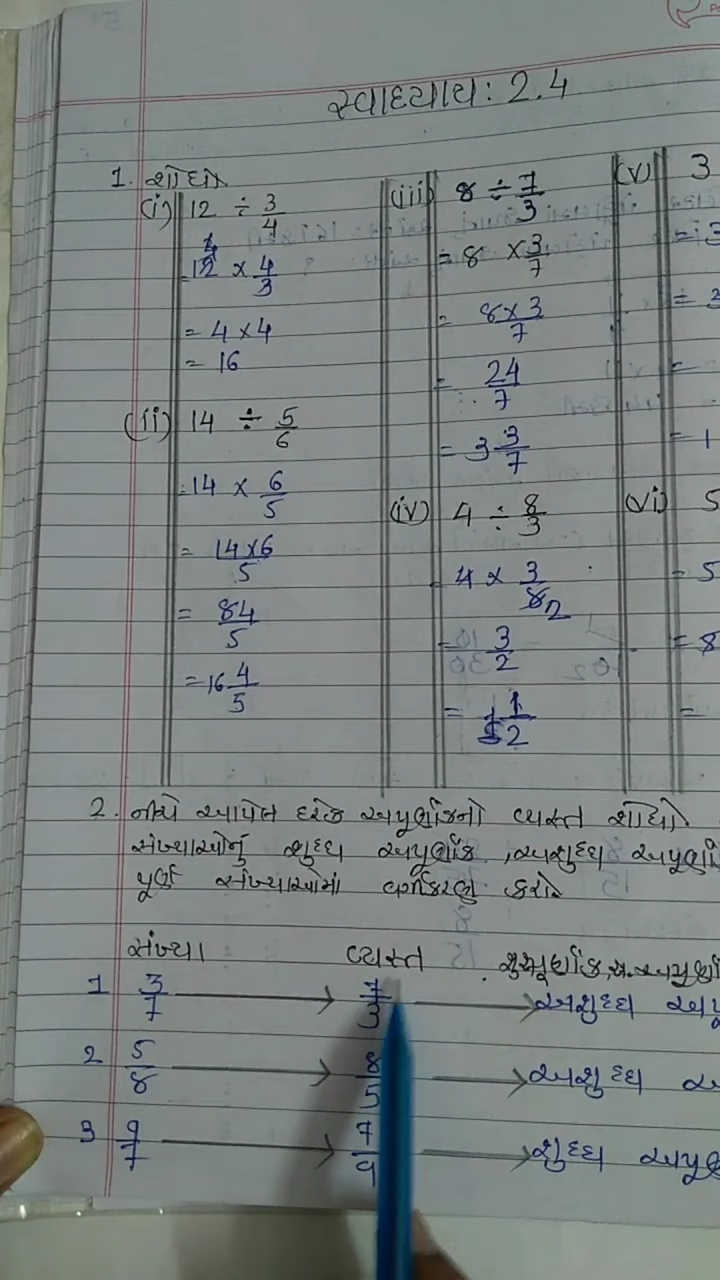 સ્વાધ્યાય: 2.4
1. શોધો
(i) 12 ÷ 3/4
= 12 4 × 4/3
= 4 × 4
= 16
(ii) 14 ÷ 5/6
= 14 × 6/5
= 14×6/5
= 84/5
= 16 4/5
(iii) 8 ÷ 7/3
= 8 × 3/7
= 8×3/7
= 24/7
= 3 3/7
(iv) 4 ÷ 8/3
4 × 3/8 2
= 3/2
= 1 1/2
(v) 3
(vi) 5
= 5
= 8
2. નીચે આપેલ દરેક અપૂર્ણાંકનો વ્યસ્ત શોધો
સંખ્યાઓનું શુધ્ધ અપૂર્ણાંક, અશુધ્ધ
પૂર્ણ સંખ્યાઓમાં વર્ગીકરણ કરો
સંખ્યા વ્યસ્ત
1 3/7 → 7/3 → અશુધ્ધ
2 5/8 → 8/5 → અશુધ્ધ
3 9/7 → 7/9 → શુધ્ધ